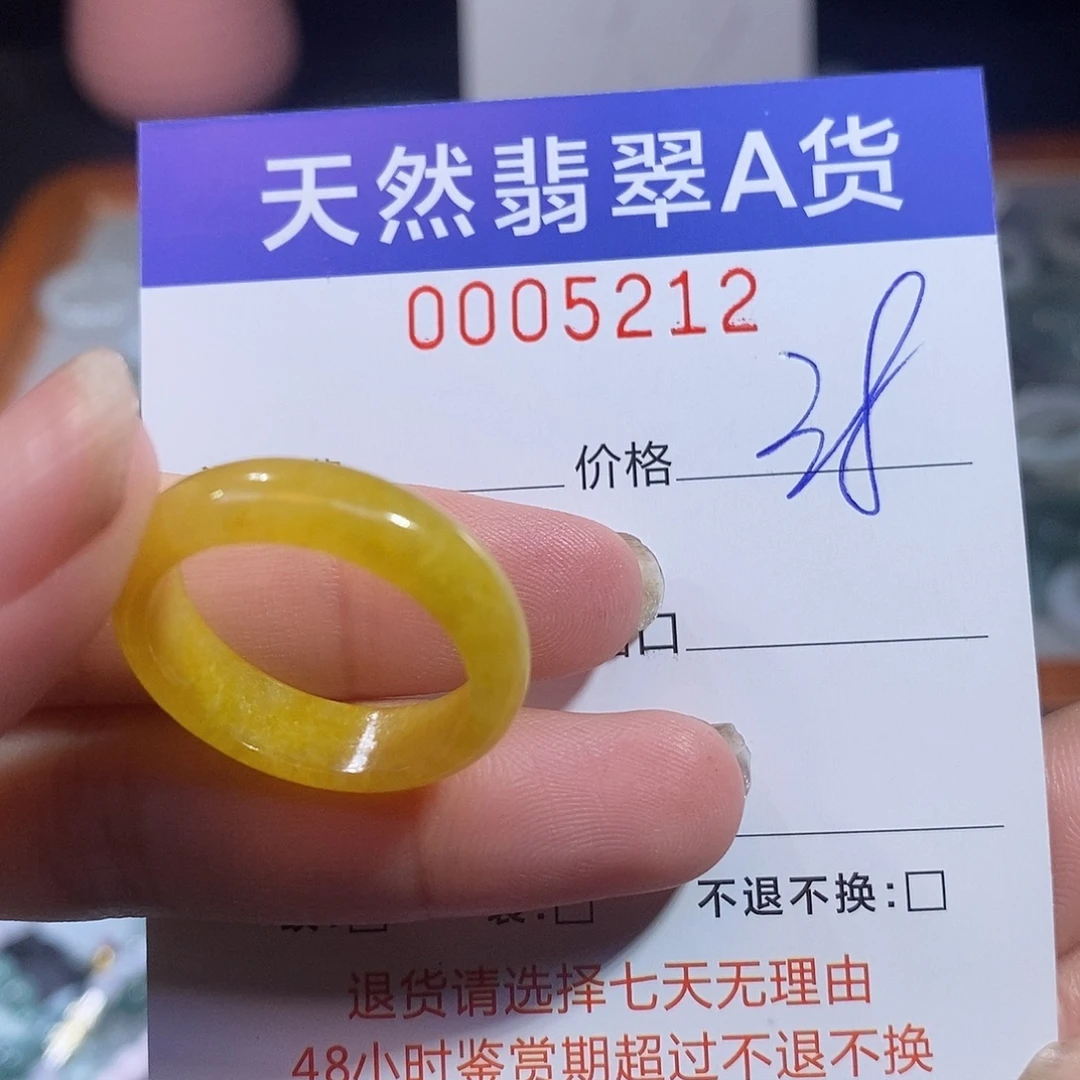 天然翡翠A货
0005212
价格 38
口
不退不换:□
退货请选择七天无理由
48小时鉴赏期超过不退不换